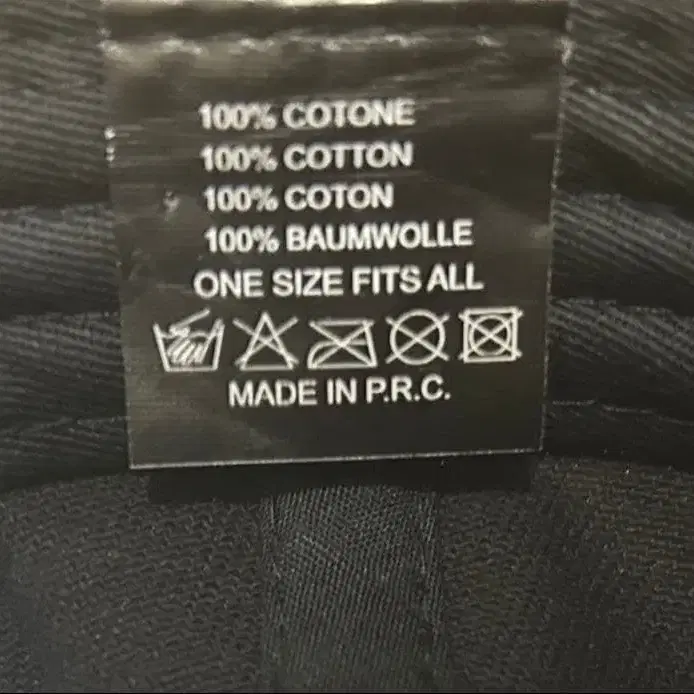 100% COTONE
100% COTTON
100% COTON
100% BAUMWOLLE
ONE SIZE FITS ALL
MADE IN P.R.C.